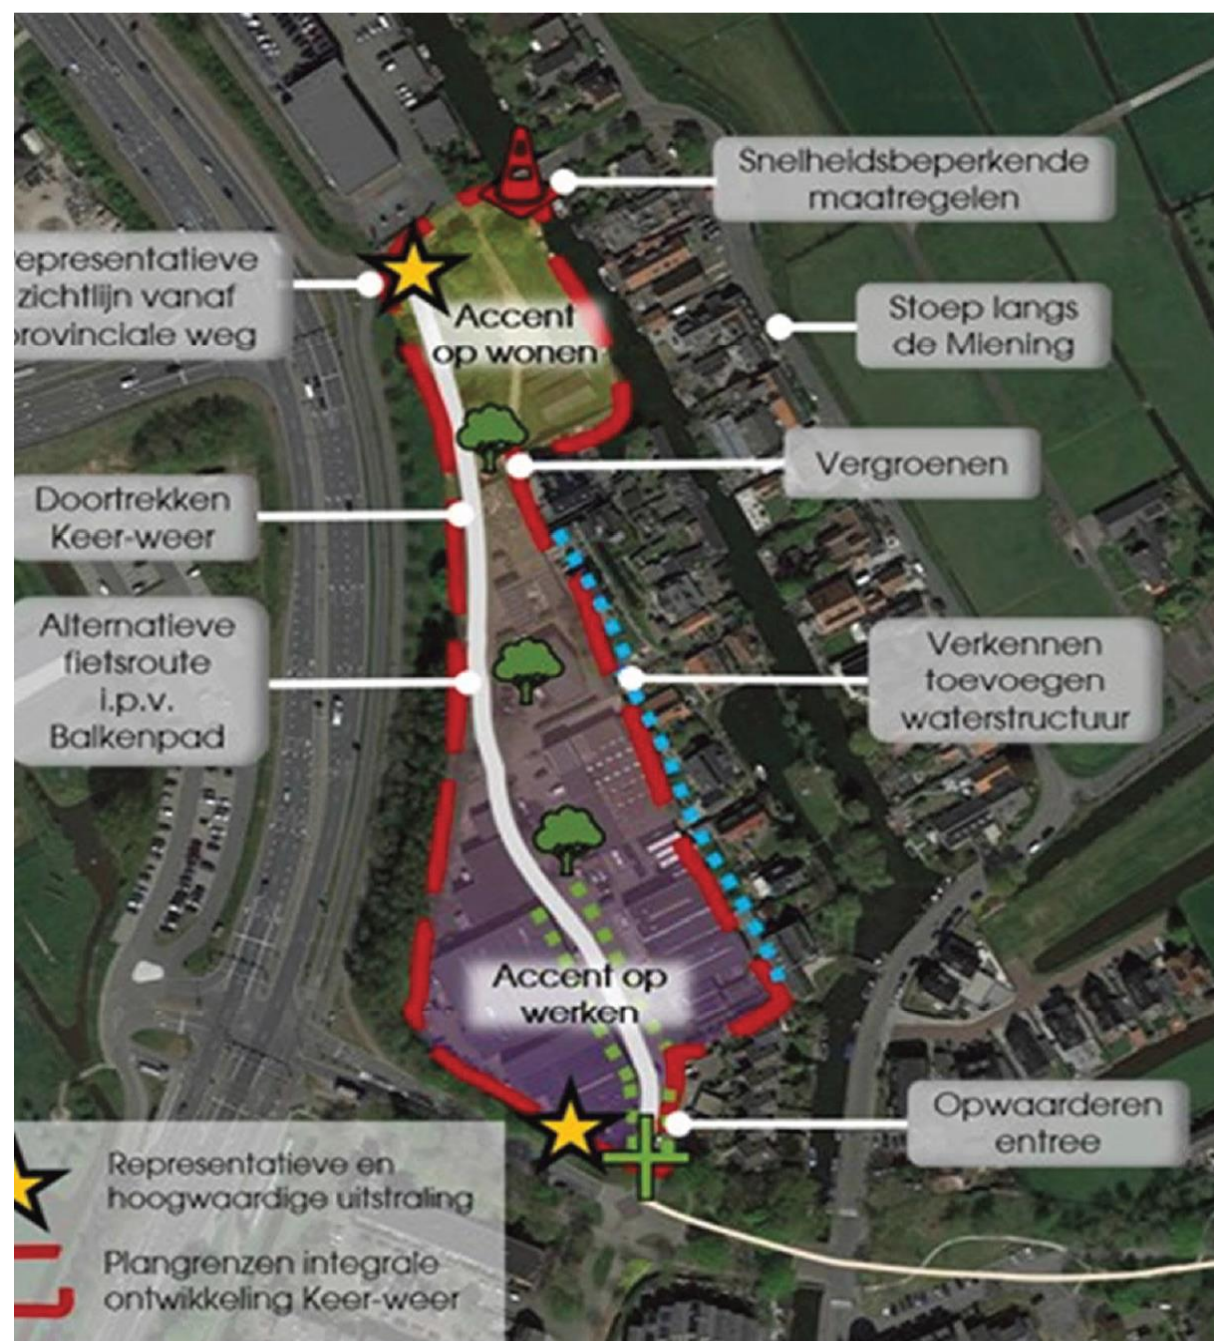 Snelheidsbeperkende
maatregelen
epresentatieve
zichtlijn vanaf
provinciale weg
Accent
op wonen
Stoep langs
de Miening
Vergroenen
Doortrekken
Keer-weer
Alternatieve
fietsroute
i.p.v.
Balkenpad
Verkennen
toevoegen
waterstructuur
Accent op
werken
Opwaarderen
entree
Representatieve en
hoogwaardige uitstraling
Plangrenzen integrale
ontwikkeling Keer-weer